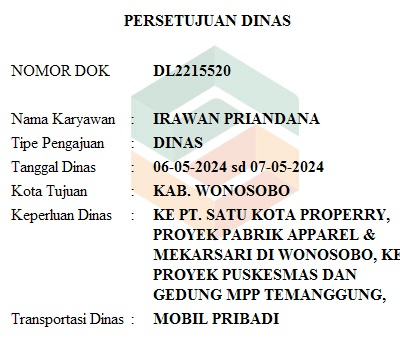 PERSETUJUAN DINAS
NOMOR DOK DL2215520
Nama Karyawan : IRAWAN PRIANDANA
Tipe Pengajuan : DINAS
Tanggal Dinas : 06-05-2024 sd 07-05-2024
Kota Tujuan : KAB. WONOSOBO
Keperluan Dinas : KE PT. SATU KOTA PROPERRY,
PROYEK PABRIK APPAREL &
MEKARSARI DI WONOSOBO, KE
PROYEK PUSKESMAS DAN
GEDUNG MPP TEMANGGUNG,
Transportasi Dinas : MOBIL PRIBADI